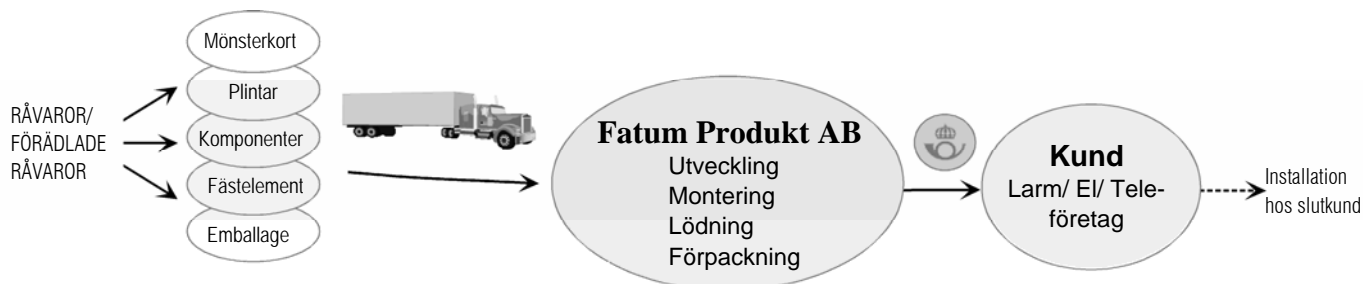 RÅVAROR/
FÖRÄDLADE
RÅVAROR
Mönsterkort
Plintar
Komponenter
Fästelement
Emballage
Fatum Produkt AB
Utveckling
Montering
Lödning
Förpackning
Kund
Larm/ El/ Tele-
företag
Installation
hos slutkund